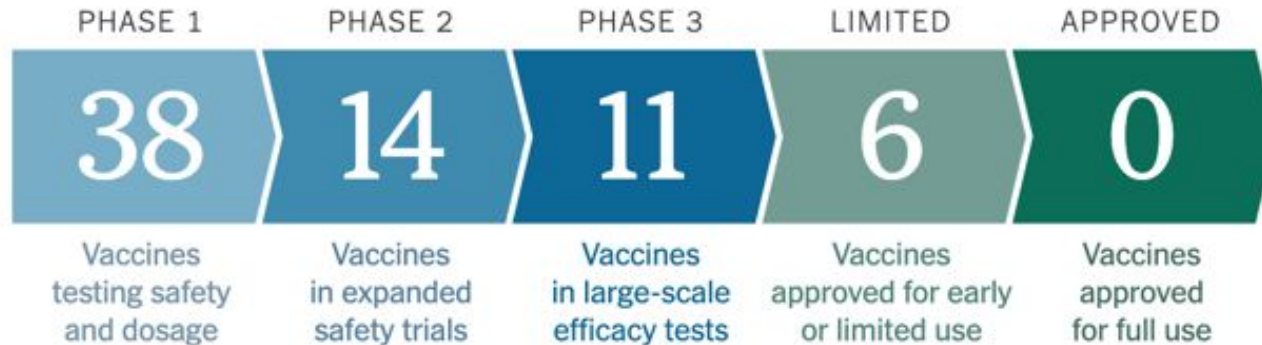 PHASE 1 PHASE 2 PHASE 3 LIMITED APPROVED
38 14 11 6 0
Vaccines testing safety and dosage
Vaccines in expanded safety trials
Vaccines in large-scale efficacy tests
Vaccines approved for early or limited use
Vaccines approved for full use